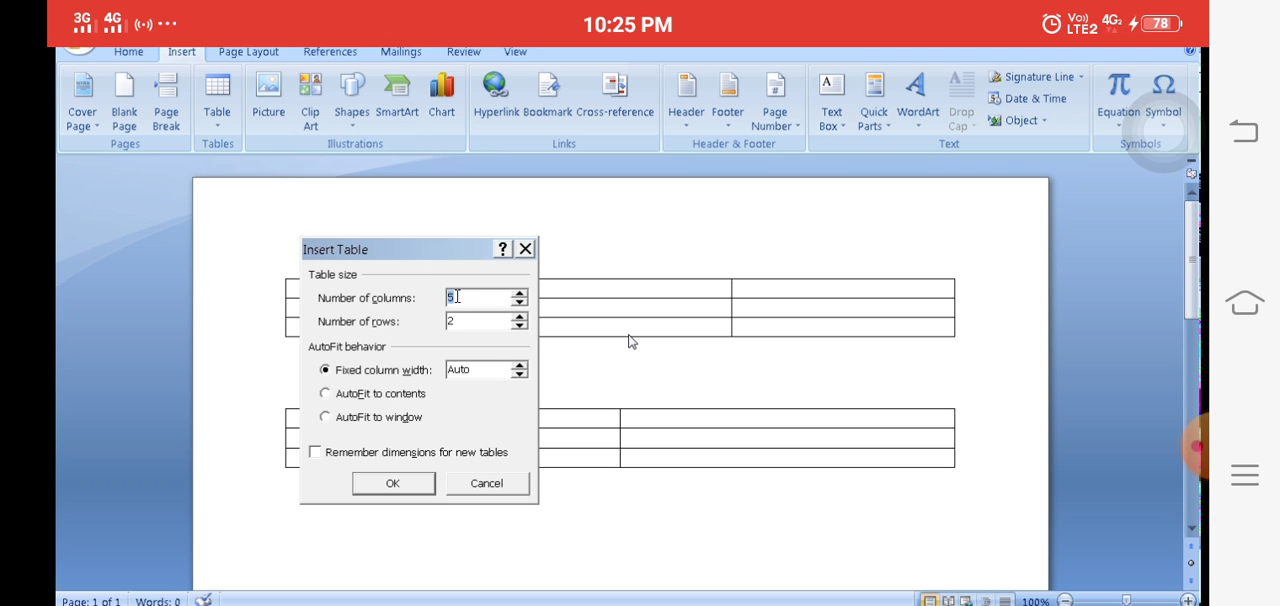 3G 4G 10:25 PM Vo) LTE2 4G2 78
Home Insert Page Layout References Mailings Review View
Cover Page Blank Page Page Break Table Picture Clip Art Shapes SmartArt Chart Hyperlink Bookmark Cross-reference Header Footer Page Number Text Box Quick Parts WordArt Drop Cap Signature Line Date & Time Object Equation Symbol
Pages Tables Illustrations Links Header & Footer Text Symbols
Insert Table ?
Table size
Number of columns: 5
Number of rows: 2
AutoFit behavior
Fixed column width: Auto
AutoFit to contents
AutoFit to window
Remember dimensions for new tables
OK Cancel
Page: 1 of 1 Words: 0 100%